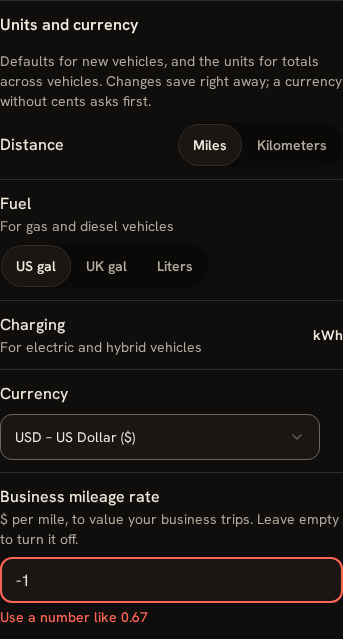 Units and currency
Defaults for new vehicles, and the units for totals
across vehicles. Changes save right away; a currency
without cents asks first.
Distance
Miles
Kilometers
Fuel
For gas and diesel vehicles
US gal
UK gal
Liters
Charging
For electric and hybrid vehicles
kWh
Currency
USD – US Dollar ($)
Business mileage rate
$ per mile, to value your business trips. Leave empty
to turn it off.
-1
Use a number like 0.67